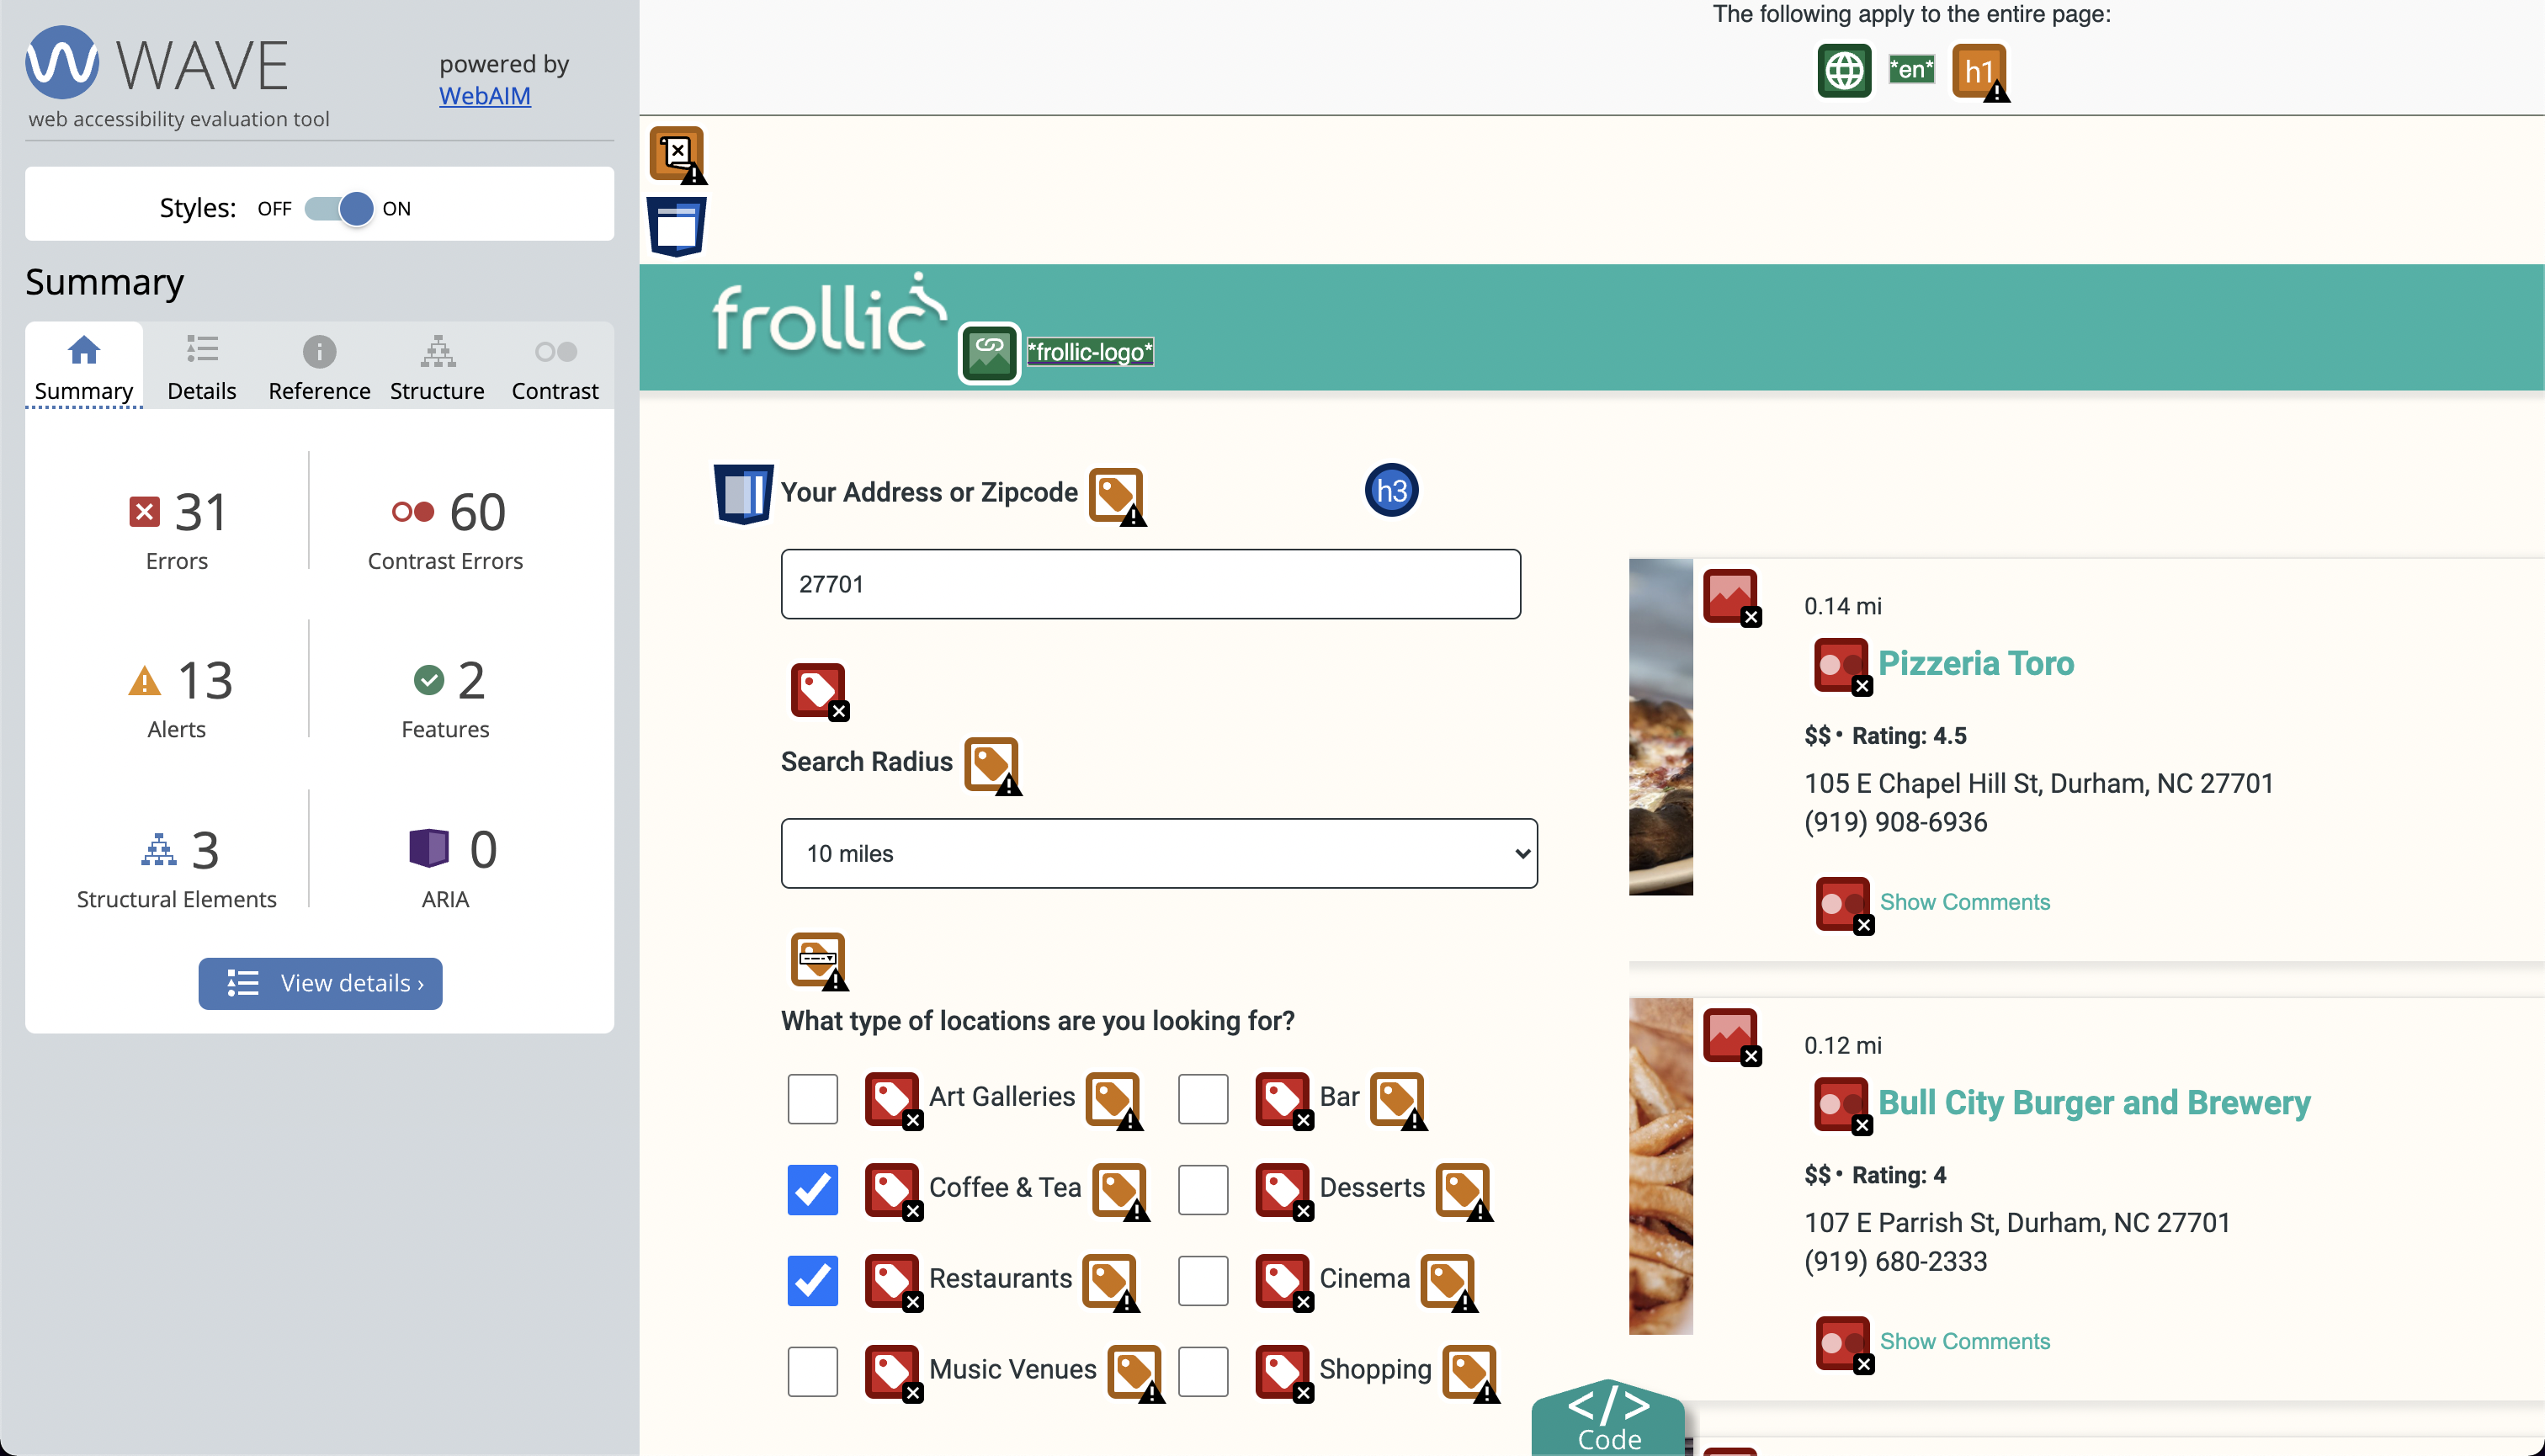 WAVE
powered by
WebAIM
web accessibility evaluation tool
Styles: OFF ON
Summary
Summary Details Reference Structure Contrast
31 Errors
60 Contrast Errors
13 Alerts
2 Features
3 Structural Elements
0 ARIA
View details ›
The following apply to the entire page:
*en* h1
frollic
*frollic-logo*
Your Address or Zipcode
h3
27701
Search Radius
10 miles
What type of locations are you looking for?
Art Galleries Bar
Coffee & Tea Desserts
Restaurants Cinema
Music Venues Shopping
0.14 mi
Pizzeria Toro
$$• Rating: 4.5
105 E Chapel Hill St, Durham, NC 27701
(919) 908-6936
Show Comments
0.12 mi
Bull City Burger and Brewery
$$• Rating: 4
107 E Parrish St, Durham, NC 27701
(919) 680-2333
Show Comments
</>
Code